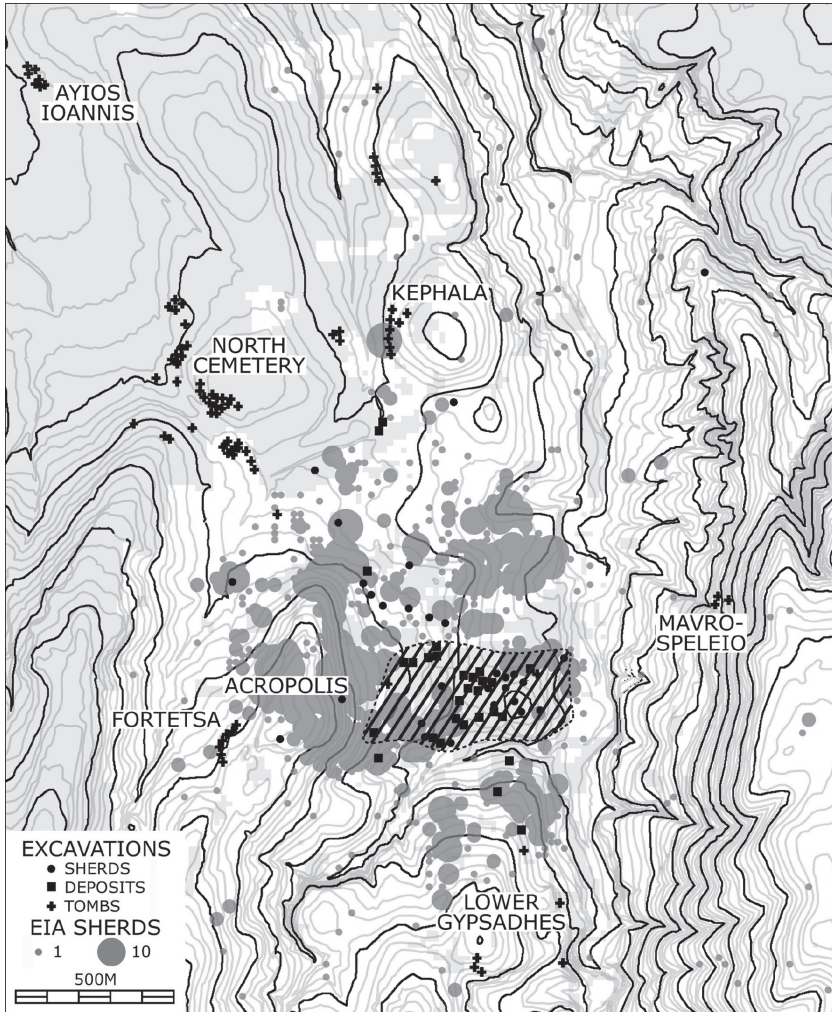 AYIOS
IOANNIS
KEPHALA
NORTH
CEMETERY
MAVRO-
SPELEIO
ACROPOLIS
FORTETSA
LOWER
GYPSADHES
EXCAVATIONS
SHERDS
DEPOSITS
TOMBS
EIA SHERDS
1 10
500M